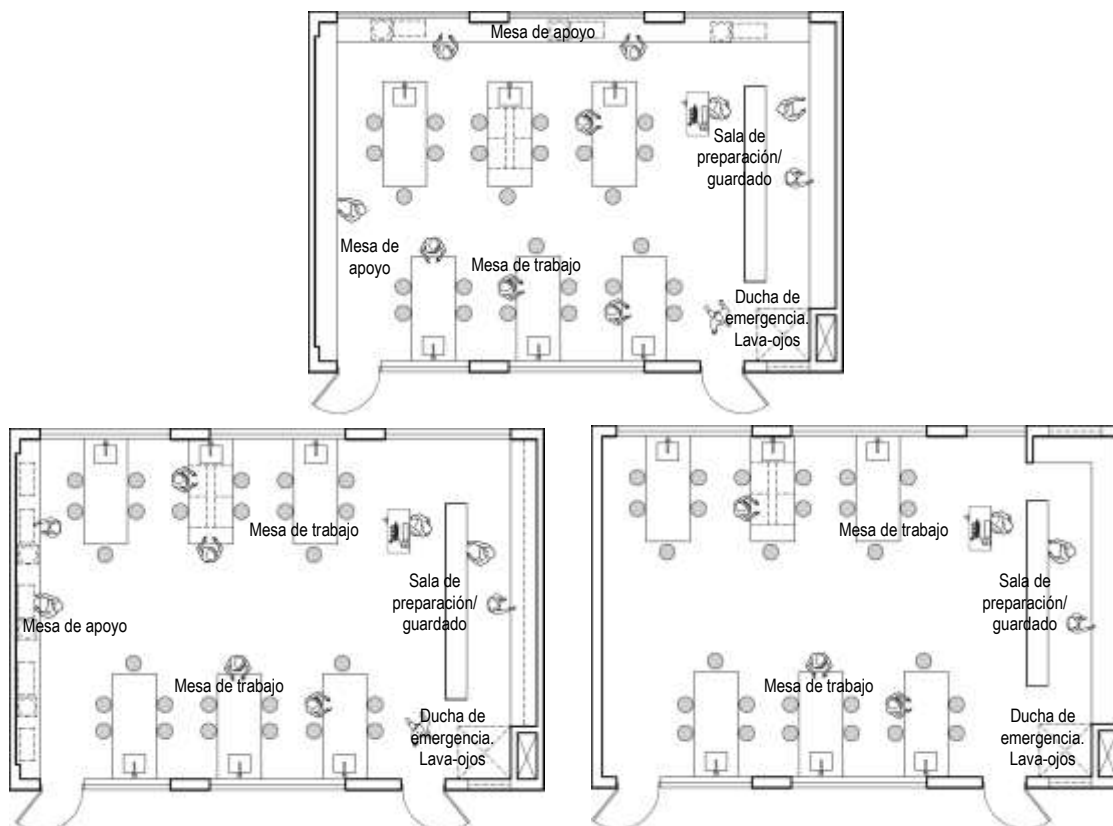 Mesa de apoyo
Sala de
preparación/
guardado
Mesa de
apoyo
Mesa de trabajo
Ducha de
emergencia.
Lava-ojos
Mesa de trabajo
Sala de
preparación/
guardado
Mesa de apoyo
Mesa de trabajo
Ducha de
emergencia.
Lava-ojos
Mesa de trabajo
Sala de
preparación/
guardado
Mesa de trabajo
Ducha de
emergencia.
Lava-ojos